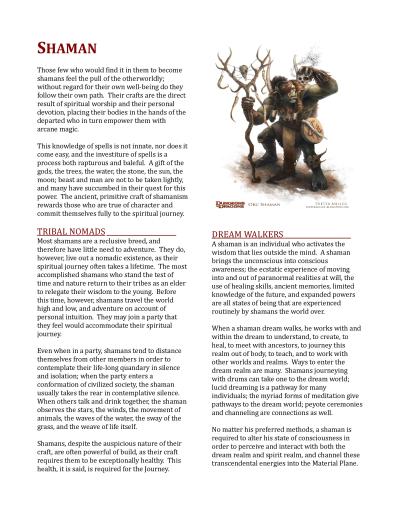 SHAMAN
Those few who would find it in them to become
shamans feel the pull of the otherworldly;
without regard for their own well-being do they
follow their own path.  Their crafts are the direct
result of spiritual worship and their personal
devotion, placing their bodies in the hands of the
departed who in turn empower them with
arcane magic.
This knowledge of spells is not innate, nor does it
come easy, and the investiture of spells is a
process both rapturous and baleful.  A gift of the
gods, the trees, the water, the stone, the sun, the
moon; beast and man are not to be taken lightly,
and many have succumbed in their quest for this
power.  The ancient, primitive craft of shamanism
rewards those who are true of character and
commit themselves fully to the spiritual journey.
TRIBAL NOMADS
Most shamans are a reclusive breed, and
therefore have little need to adventure.  They do,
however, live out a nomadic existence, as their
spiritual journey often takes a lifetime.  The most
accomplished shamans who stand the test of
time and nature return to their tribes as an elder
to relegate their wisdom to the young.  Before
this time, however, shamans travel the world
high and low, and adventure on account of
personal intuition.  They may join a party that
they feel would accommodate their spiritual
journey.
Even when in a party, shamans tend to distance
themselves from other members in order to
contemplate their life-long quandary in silence
and isolation; when the party enters a
conformation of civilized society, the shaman
usually takes the rear in contemplative silence.
When others talk and drink together, the shaman
observes the stars, the winds, the movement of
animals, the waves of the water, the sway of the
grass, and the weave of life itself.
Shamans, despite the auspicious nature of their
craft, are often powerful of build, as their craft
requires them to be exceptionally healthy.  This
health, it is said, is required for the Journey.
DUNGEONS & DRAGONS ORC SHAMAN
DREAM WALKERS
A shaman is an individual who activates the
wisdom that lies outside the mind.  A shaman
brings the unconscious into conscious
awareness; the ecstatic experience of moving
into and out of paranormal realities at will, the
use of healing skills, ancient memories, limited
knowledge of the future, and expanded powers
are all states of being that are experienced
routinely by shamans the world over.
When a shaman dream walks, he works with and
within the dream to understand, to create, to
heal, to meet with ancestors, to journey this
realm out of body, to teach, and to work with
other worlds and realms.  Ways to enter the
dream realm are many.  Shamans journeying
with drums can take one to the dream world;
lucid dreaming is a pathway for many
individuals; the myriad forms of meditation give
pathways to the dream world; peyote ceremonies
and channeling are connections as well.
No matter his preferred methods, a shaman is
required to alter his state of consciousness in
order to perceive and interact with both the
dream realm and spirit realm, and channel these
transcendental energies into the Material Plane.